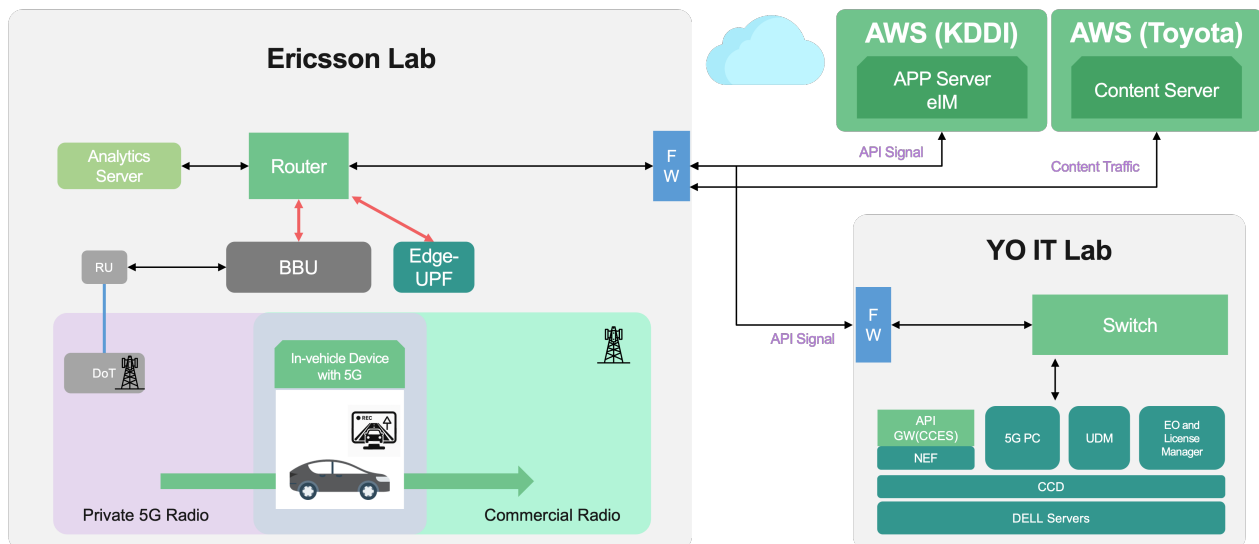 Ericsson Lab
AWS (KDDI)
APP Server
eIM
AWS (Toyota)
Content Server
Analytics
Server
Router
F
W
API Signal
Content Traffic
RU
BBU
Edge-
UPF
DoT
In-vehicle Device
with 5G
REC
Private 5G Radio
Commercial Radio
YO IT Lab
API Signal
F
W
Switch
API
GW(CCES)
NEF
5G PC
UDM
EO and
License
Manager
CCD
DELL Servers